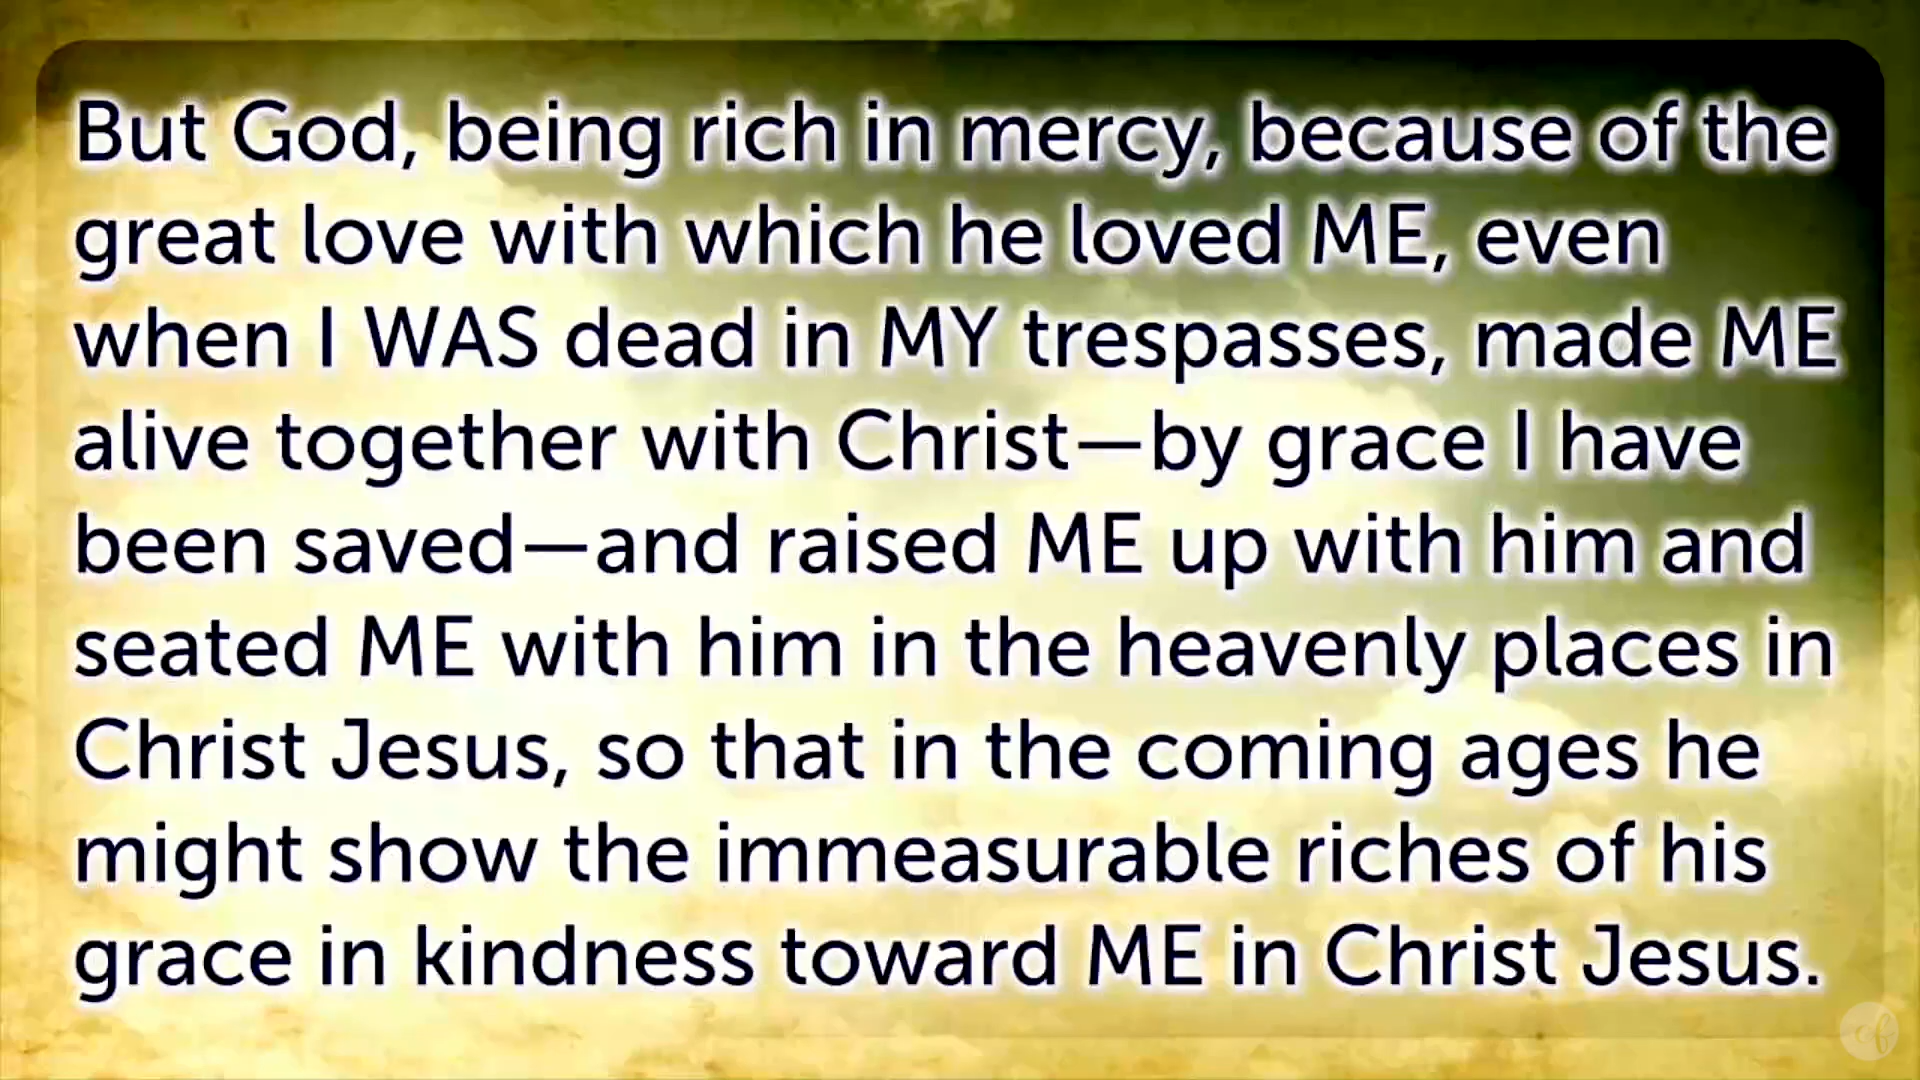 But God, being rich in mercy, because of the
great love with which he loved ME, even
when I WAS dead in MY trespasses, made ME
alive together with Christ—by grace I have
been saved—and raised ME up with him and
seated ME with him in the heavenly places in
Christ Jesus, so that in the coming ages he
might show the immeasurable riches of his
grace in kindness toward ME in Christ Jesus.